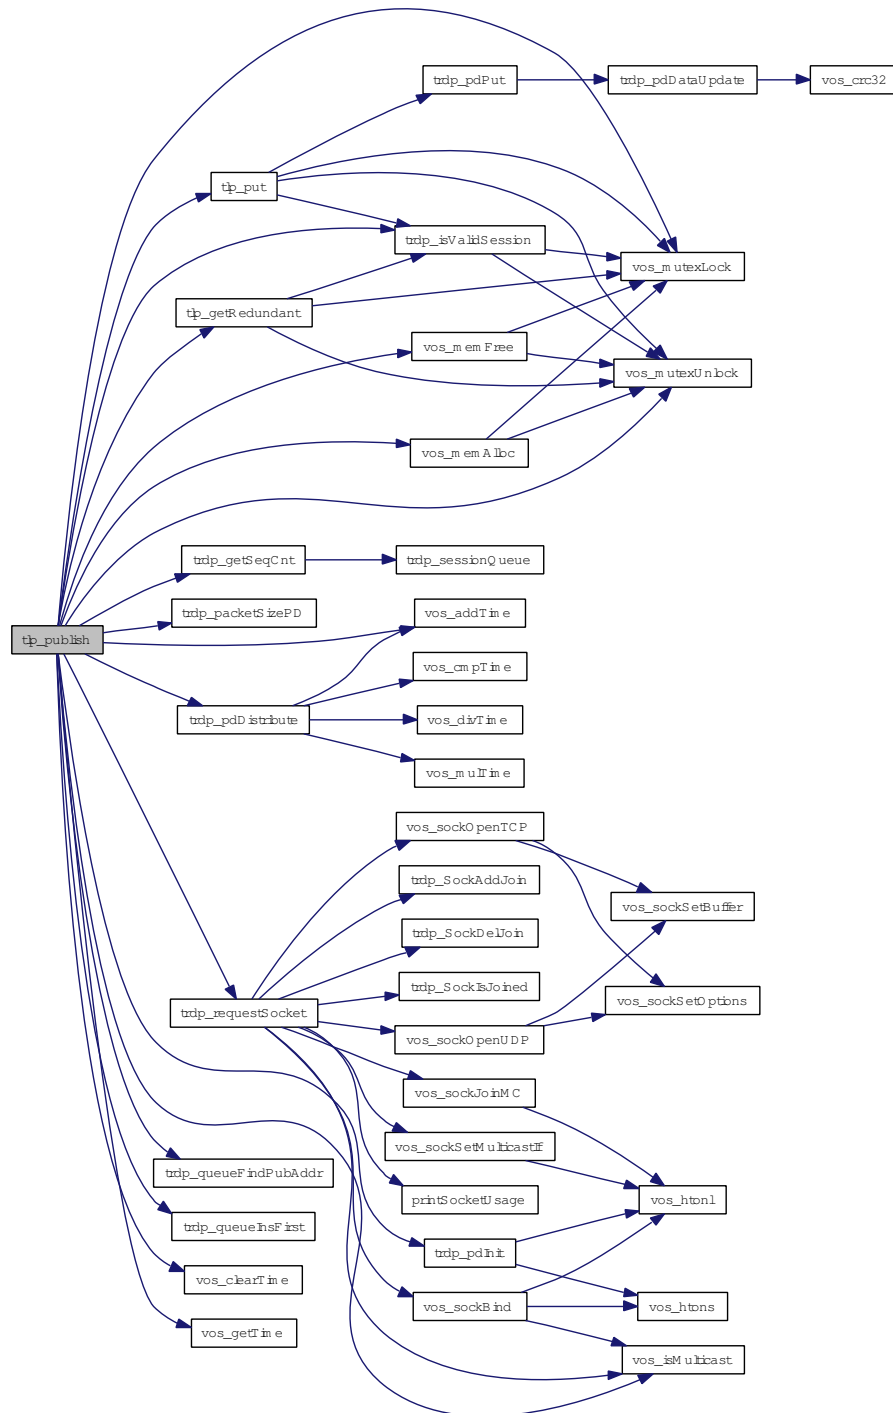 trdp_pdPut
trdp_pdDataUpdate
vos_crc32
tlp_put
trdp_isValidSession
vos_mutexLock
tlp_getRedundant
vos_memFree
vos_mutexUnlock
vos_memAlloc
trdp_getSeqCnt
trdp_sessionQueue
trdp_packetSizePD
vos_addTime
tlp_publish
vos_cmpTime
trdp_pdDistribute
vos_divTime
vos_mulTime
vos_sockOpenTCP
trdp_SockAddJoin
vos_sockSetBuffer
trdp_SockDelJoin
trdp_SockIsJoined
vos_sockSetOptions
trdp_requestSocket
vos_sockOpenUDP
vos_sockJoinMC
vos_sockSetMulticastIf
trdp_queueFindPubAddr
printSocketUsage
vos_htonl
trdp_queueInsFirst
trdp_pdInit
vos_clearTime
vos_sockBind
vos_htons
vos_getTime
vos_isMulticast